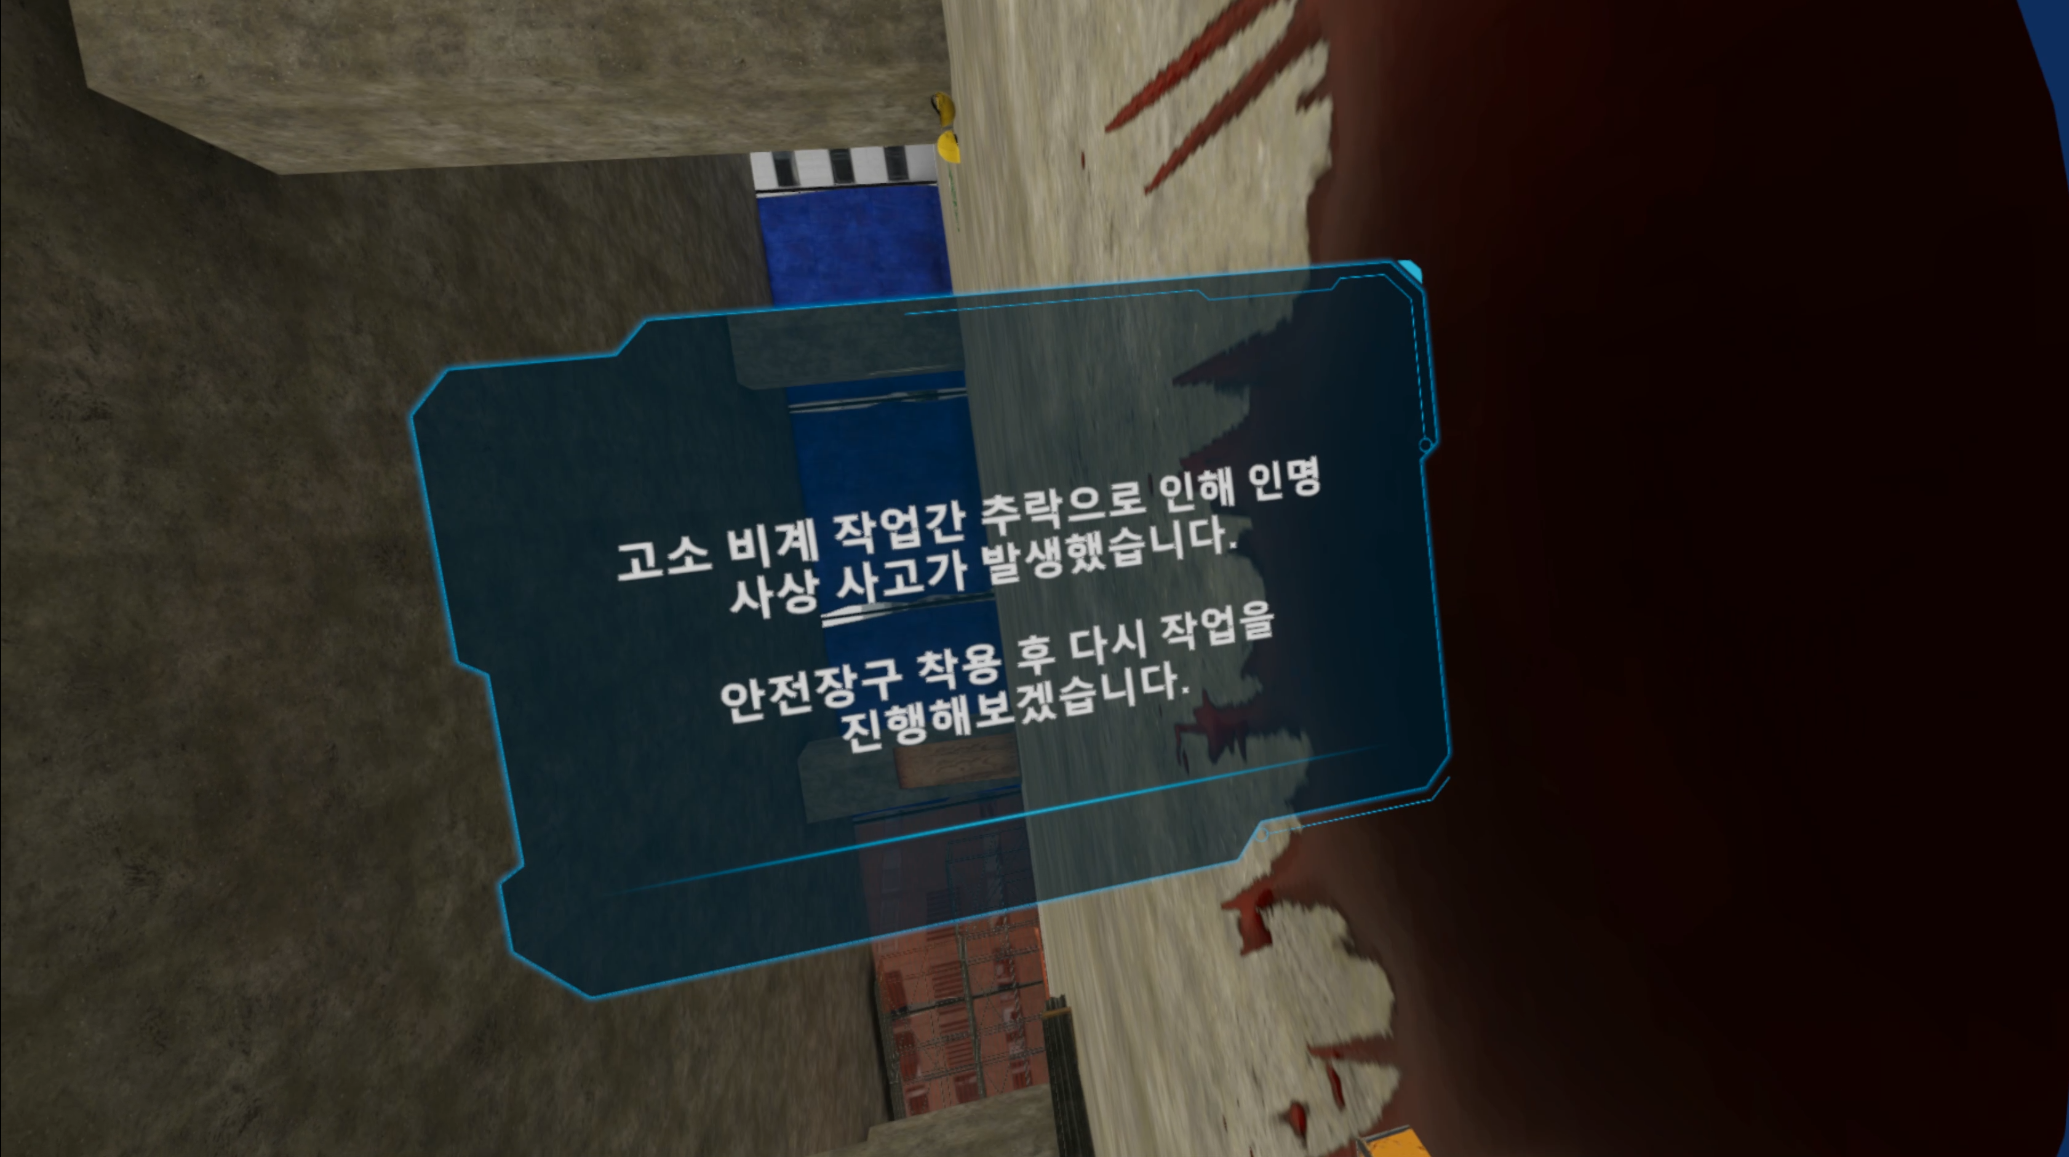 고소 비계 작업간 추락으로 인해 인명
사상 사고가 발생했습니다.
안전장구 착용 후 다시 작업을
진행해보겠습니다.